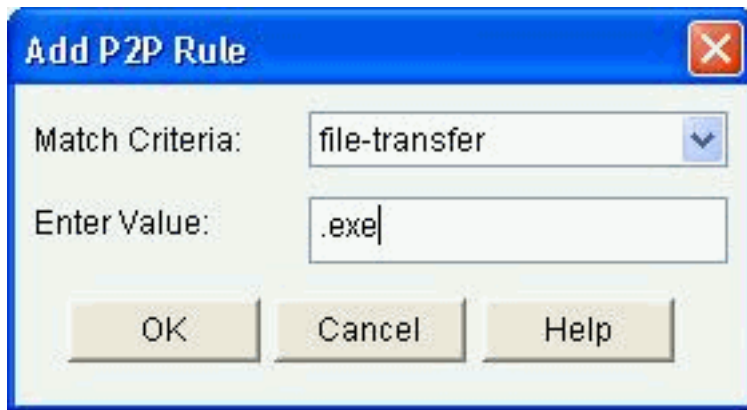 Add P2P Rule
Match Criteria: file-transfer
Enter Value: .exe
OK Cancel Help